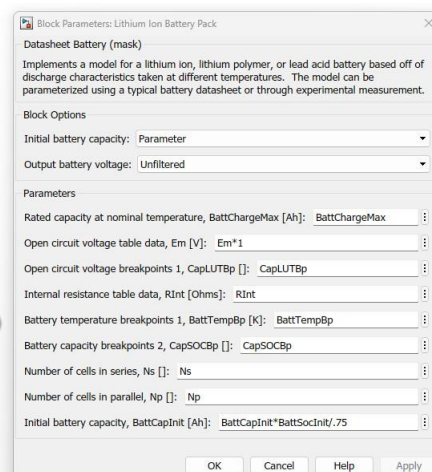 Block Parameters: Lithium Ion Battery Pack
Datasheet Battery (mask)
Implements a model for a lithium ion, lithium polymer, or lead acid battery based off of
discharge characteristics taken at different temperatures. The model can be
parameterized using a typical battery datasheet or through experimental measurement.
Block Options
Initial battery capacity: Parameter
Output battery voltage: Unfiltered
Parameters
Rated capacity at nominal temperature, BattChargeMax [Ah]: BattChargeMax
Open circuit voltage table data, Em [V]: Em*1
Open circuit voltage breakpoints 1, CapLUTBp []: CapLUTBp
Internal resistance table data, RInt [Ohms]: RInt
Battery temperature breakpoints 1, BattTempBp [K]: BattTempBp
Battery capacity breakpoints 2, CapSOCBp []: CapSOCBp
Number of cells in series, Ns []: Ns
Number of cells in parallel, Np []: Np
Initial battery capacity, BattCapInit [Ah]: BattCapInit*BattSocInit/.75
OK Cancel Help Apply